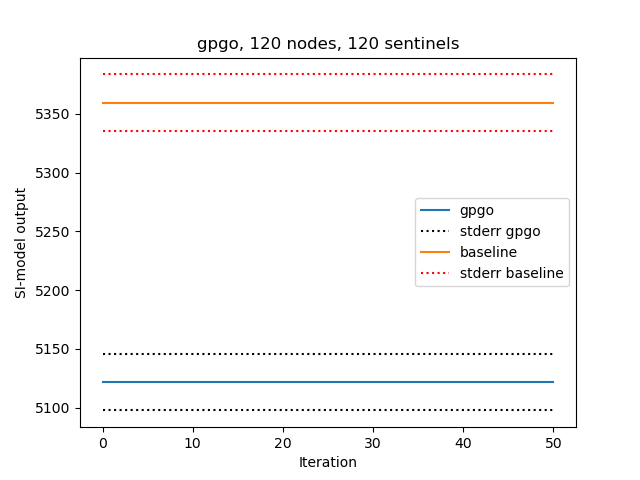 gpgo, 120 nodes, 120 sentinels
SI-model output
5350
5300
5250
5200
5150
5100
gpgo
stderr gpgo
baseline
stderr baseline
0 10 20 30 40 50
Iteration